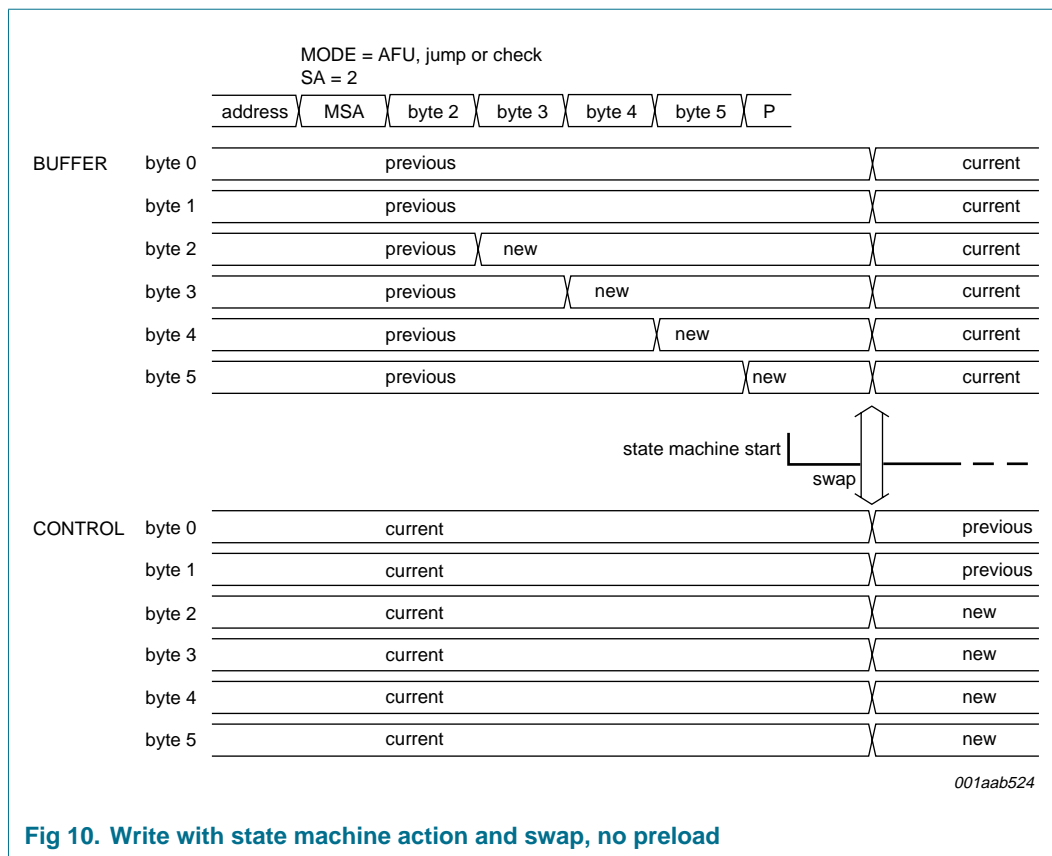 MODE = AFU, jump or check
SA = 2
address MSA byte 2 byte 3 byte 4 byte 5 P
BUFFER byte 0 previous current
byte 1 previous current
byte 2 previous new current
byte 3 previous new current
byte 4 previous new current
byte 5 previous new current
state machine start
swap
CONTROL byte 0 current previous
byte 1 current previous
byte 2 current new
byte 3 current new
byte 4 current new
byte 5 current new
001aab524
Fig 10. Write with state machine action and swap, no preload